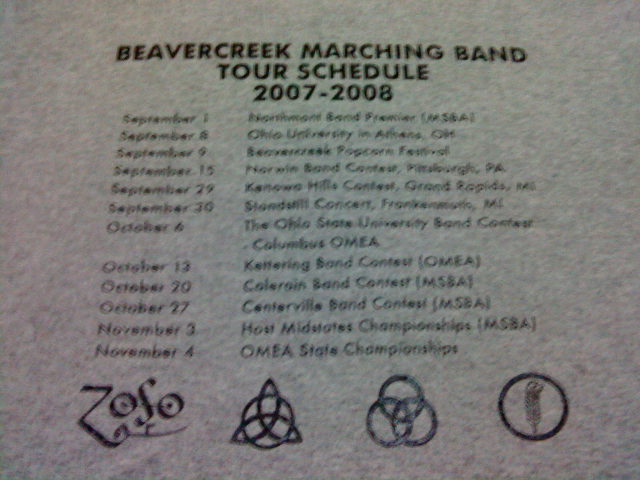 BEAVERCREEK MARCHING BAND
TOUR SCHEDULE
2007-2008
September 1 Northmont Band Premier (MSBA)
September 8 Ohio University in Athens, OH
September 9 Beavercreek Popcorn Festival
September 15 Norwin Band Contest, Pittsburgh, PA
September 29 Kenowa Hills Contest, Grand Rapids, MI
September 30 Standstill Concert, Frankenmuth, MI
October 6 The Ohio State University Band Contest
- Columbus OMEA
October 13 Kettering Band Contest (OMEA)
October 20 Colerain Band Contest (MSBA)
October 27 Centerville Band Contest (MSBA)
November 3 Host Midstates Championships (MSBA)
November 4 OMEA State Championships